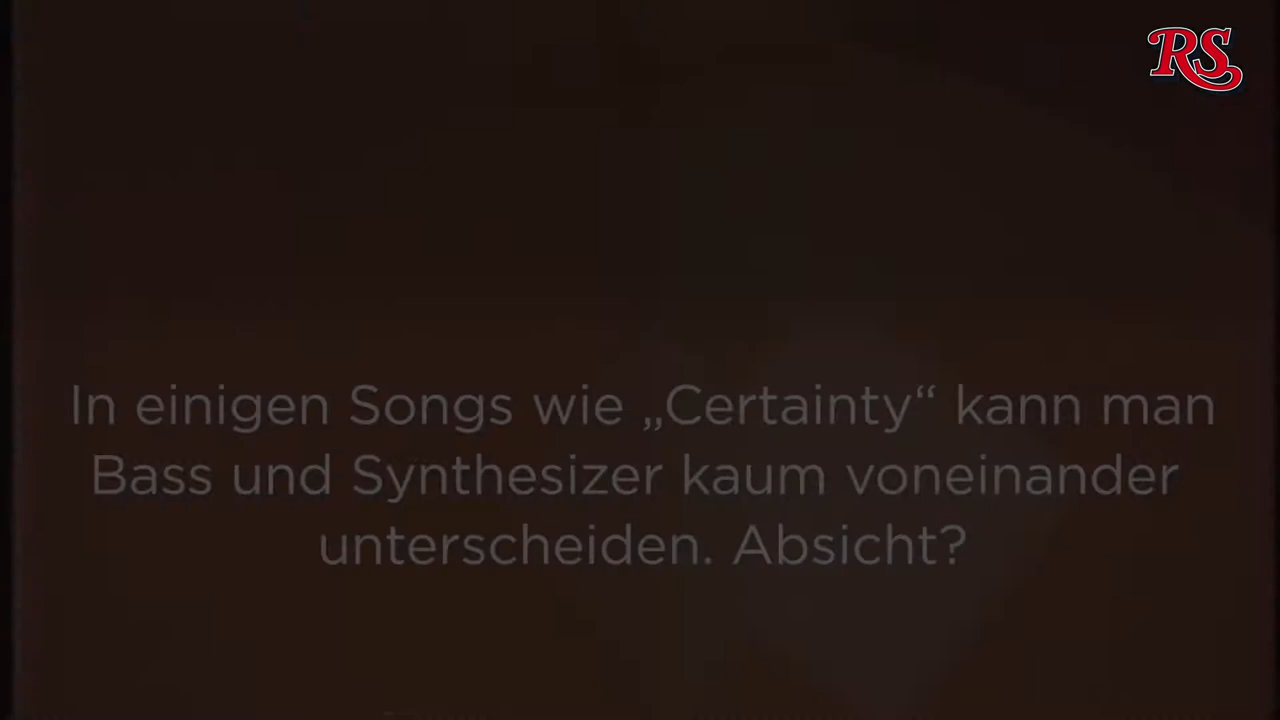 RS
In einigen Songs wie „Certainty“ kann man
Bass und Synthesizer kaum voneinander
unterscheiden. Absicht?